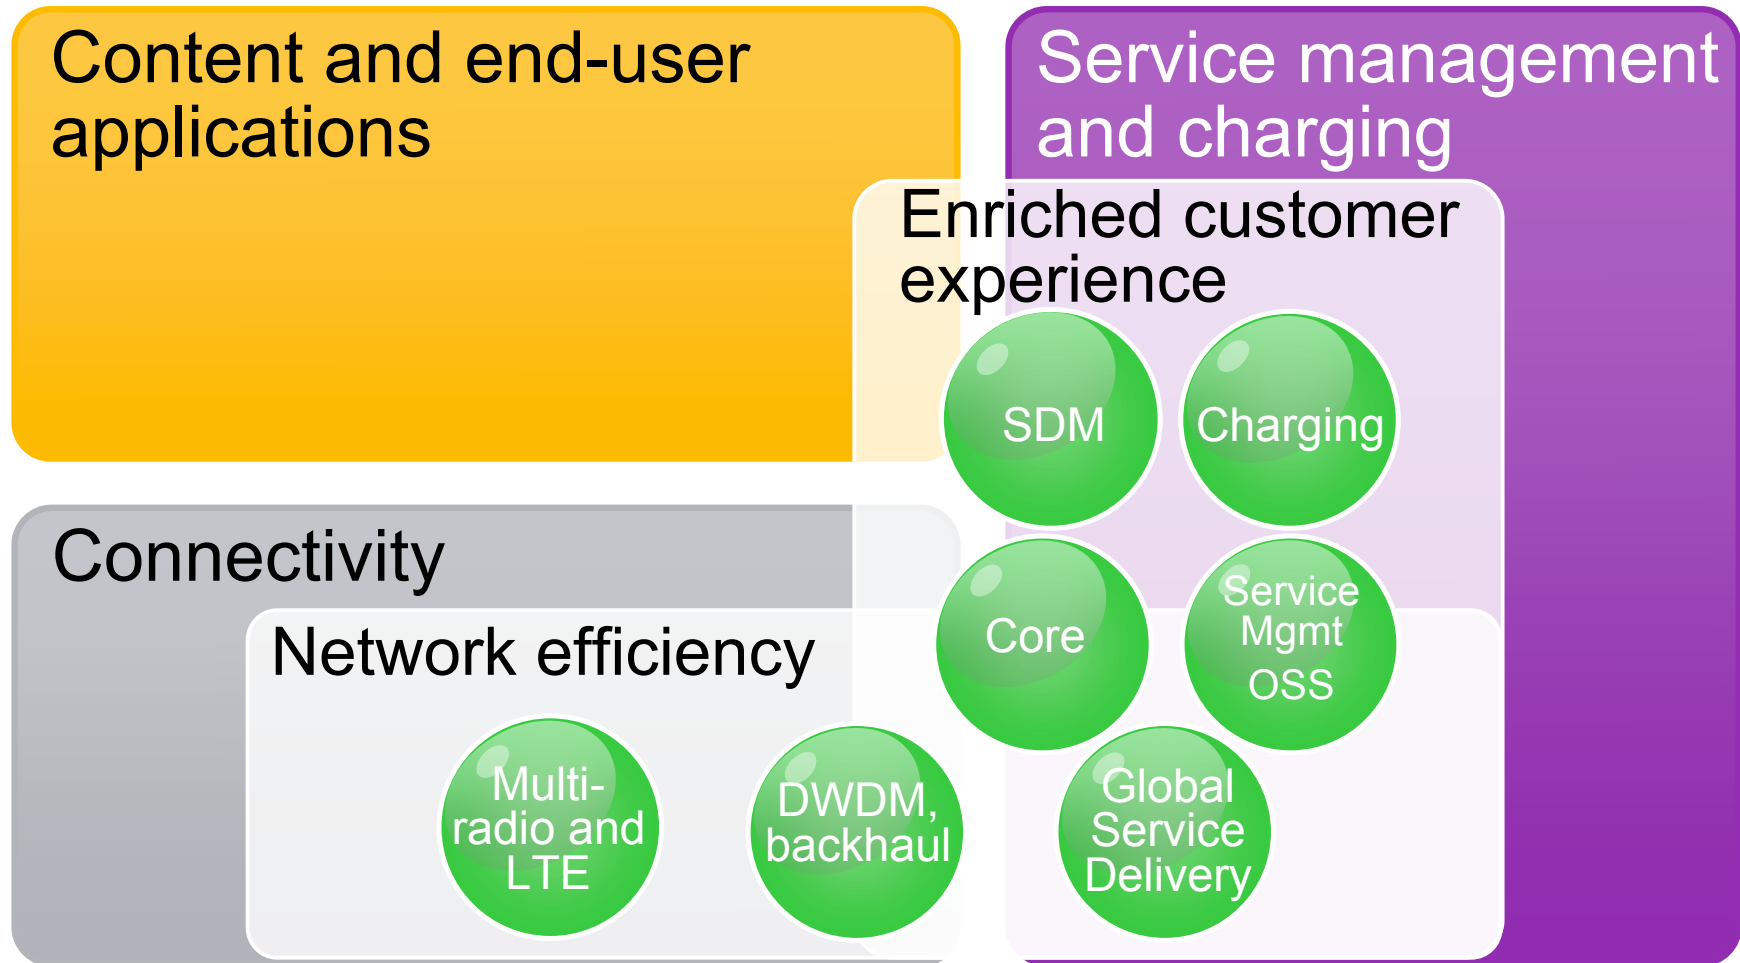 Content and end-user
applications
Service management
and charging
Enriched customer
experience
SDM
Charging
Connectivity
Network efficiency
Core
Service
Mgmt
OSS
Multi-
radio and
LTE
DWDM,
backhaul
Global
Service
Delivery